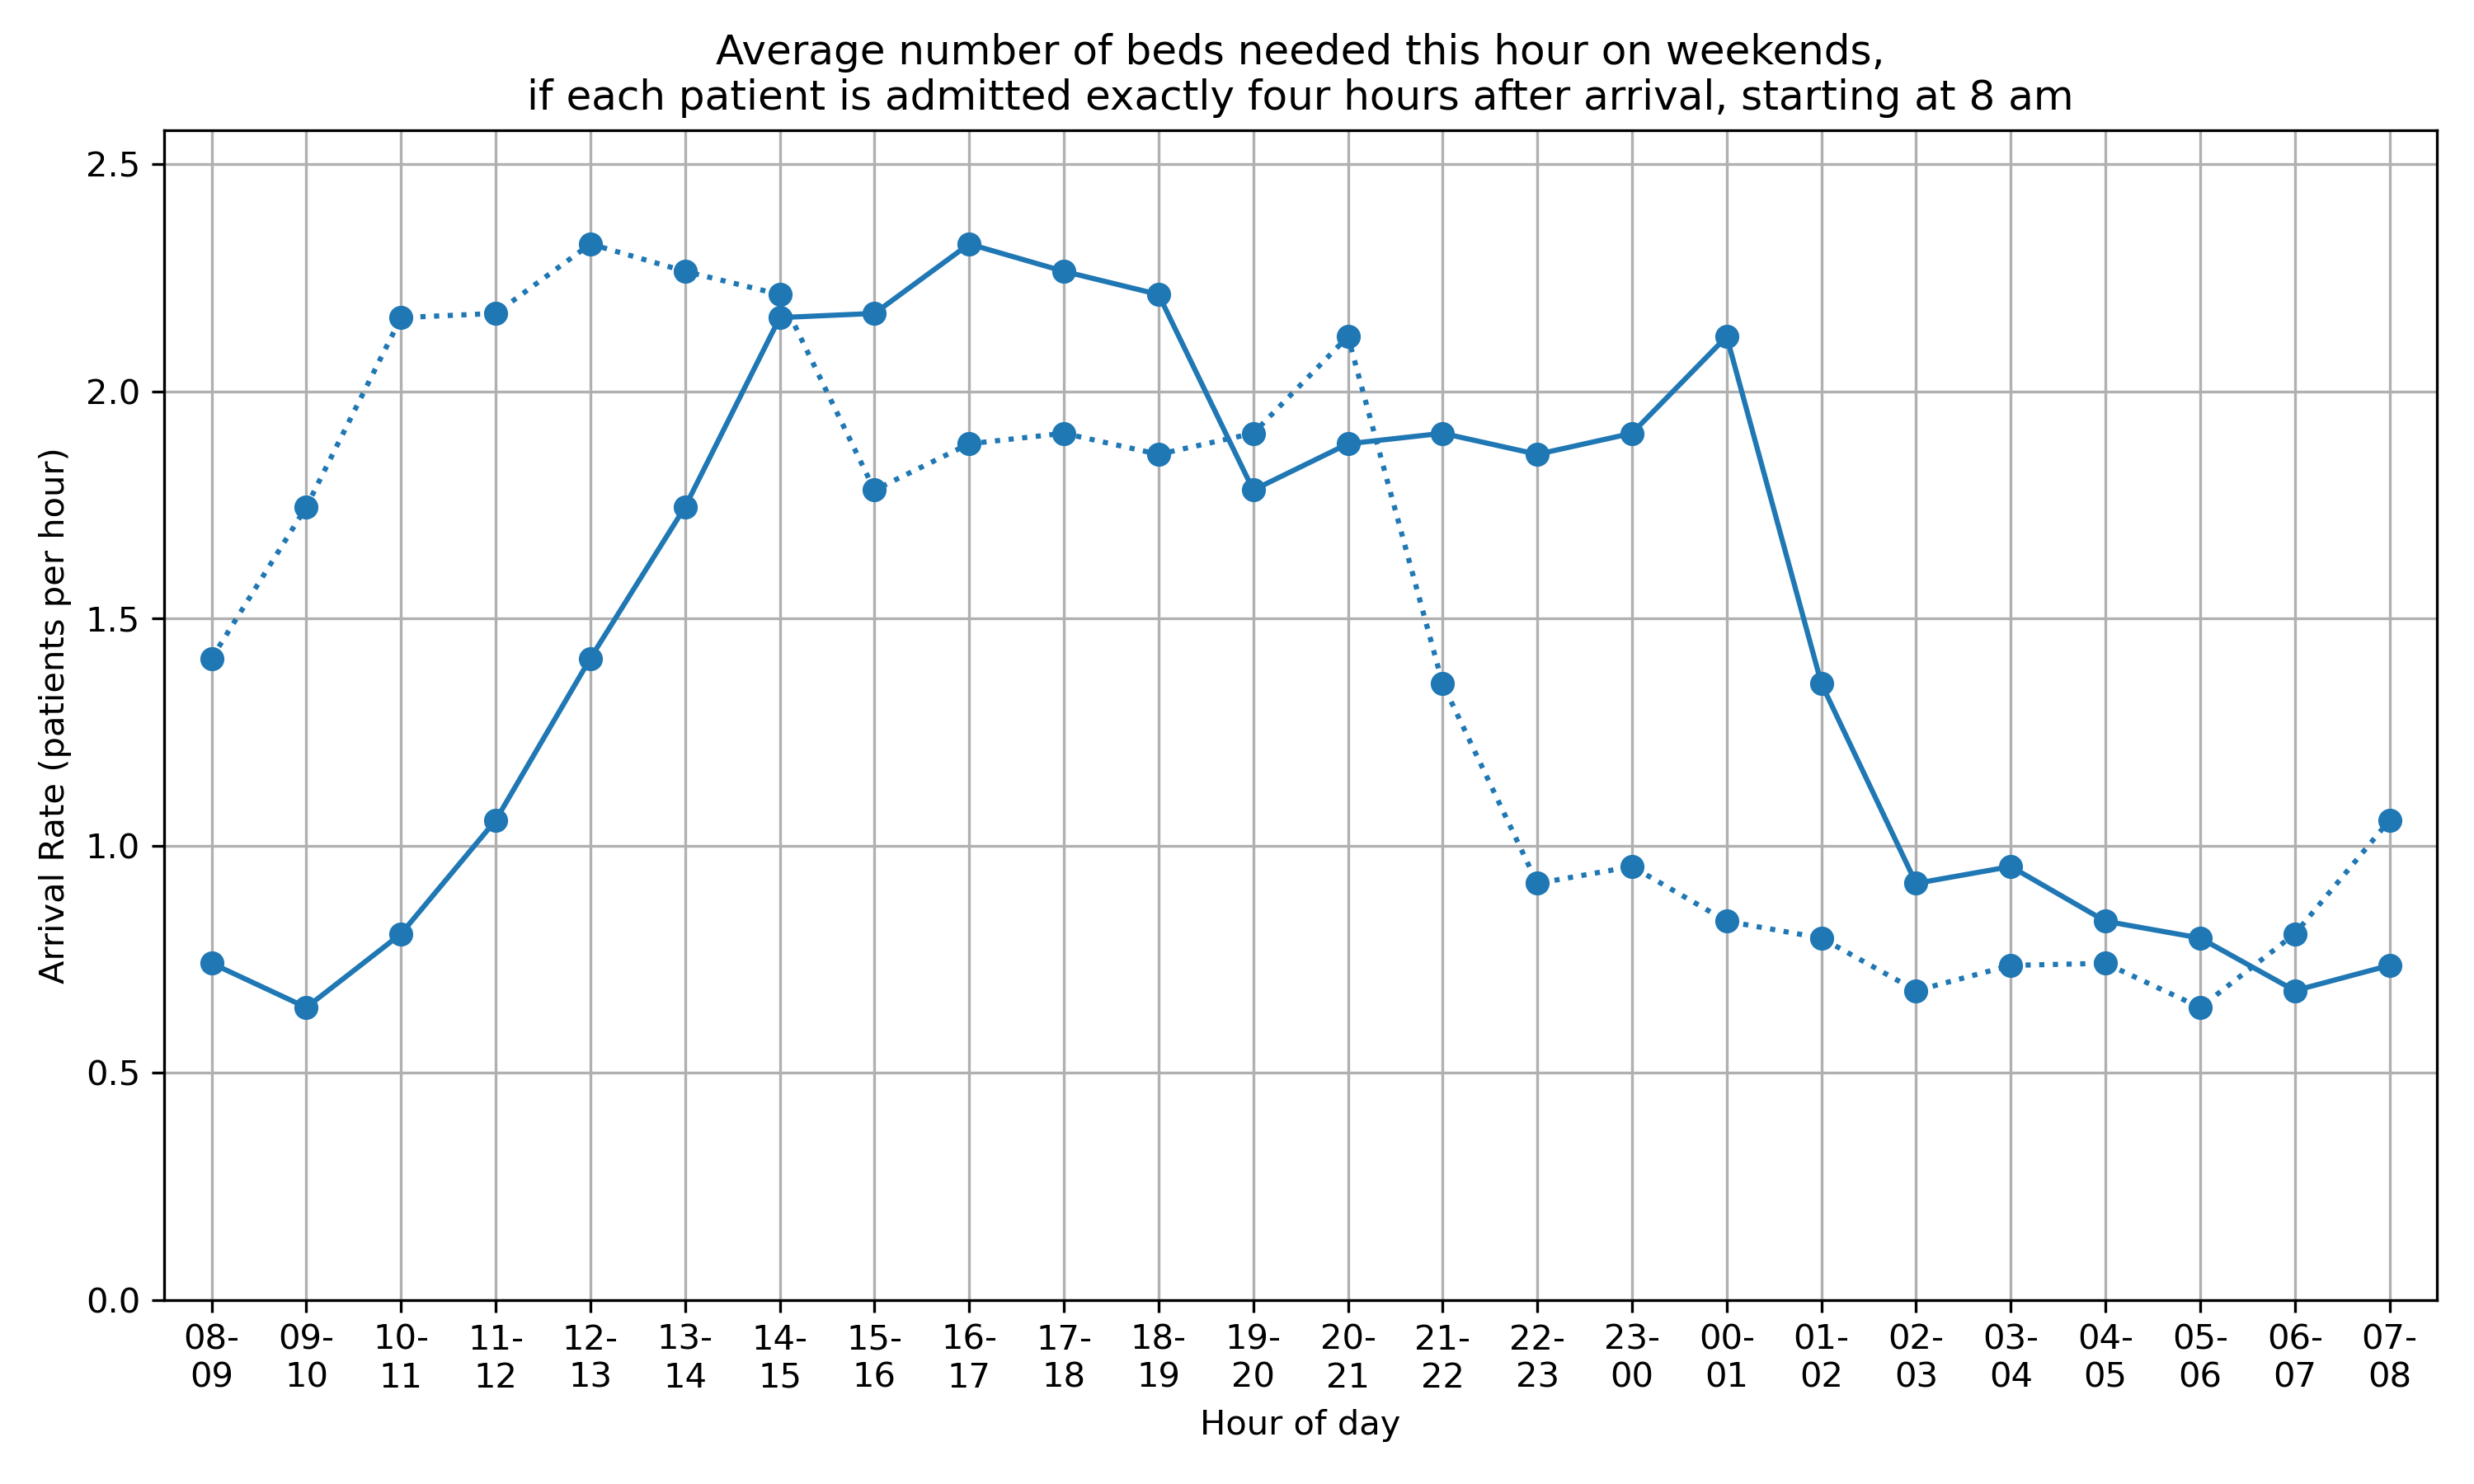 Average number of beds needed this hour on weekends,
if each patient is admitted exactly four hours after arrival, starting at 8 am
Arrival Rate (patients per hour)
2.5
2.0
1.5
1.0
0.5
0.0
08- 09- 10- 11- 12- 13- 14- 15- 16- 17- 18- 19- 20- 21- 22- 23- 00- 01- 02- 03- 04- 05- 06- 07-
09 10 11 12 13 14 15 16 17 18 19 20 21 22 23 00 01 02 03 04 05 06 07 08
Hour of day